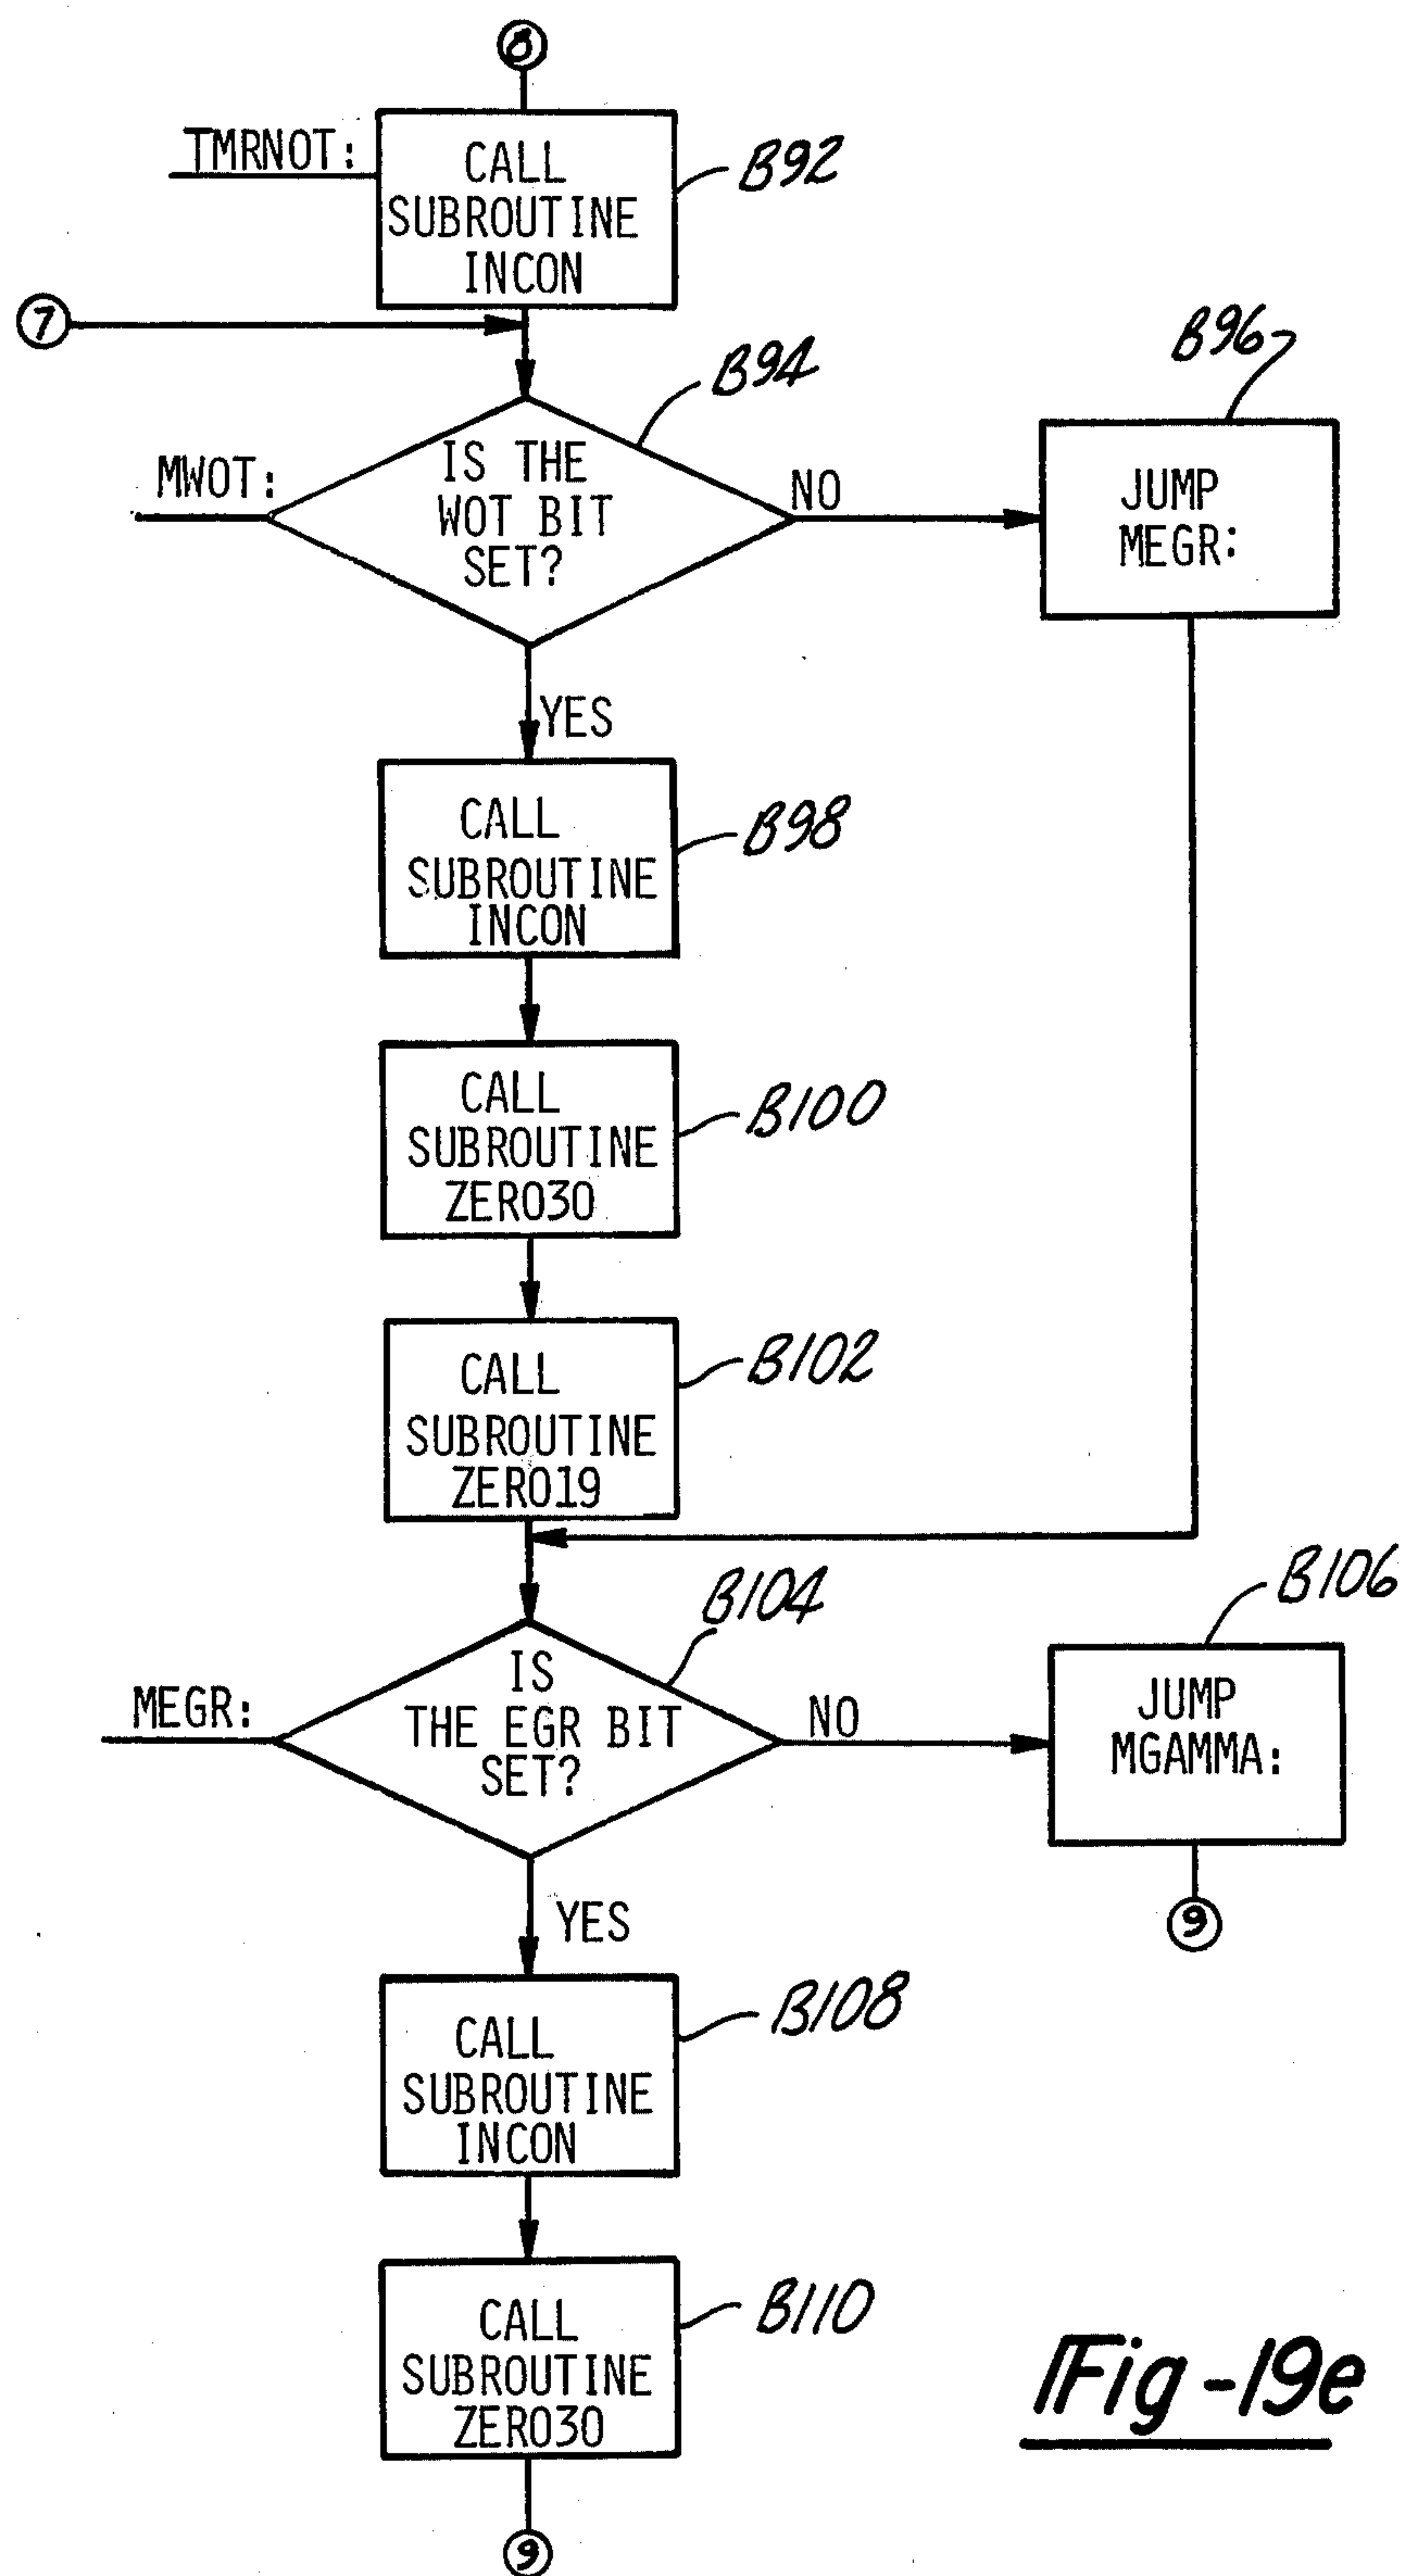 8
TMRNOT:
CALL
SUBROUTINE
INCON
B92
7
B94
B96
MWOT:
IS THE
WOT BIT
SET?
NO
JUMP
MEGR:
YES
CALL
SUBROUTINE
INCON
B98
CALL
SUBROUTINE
ZERO30
B100
CALL
SUBROUTINE
ZERO19
B102
B104
B106
MEGR:
IS
THE EGR BIT
SET?
NO
JUMP
MGAMMA:
9
YES
CALL
SUBROUTINE
INCON
B108
CALL
SUBROUTINE
ZERO30
B110
9
Fig-19e